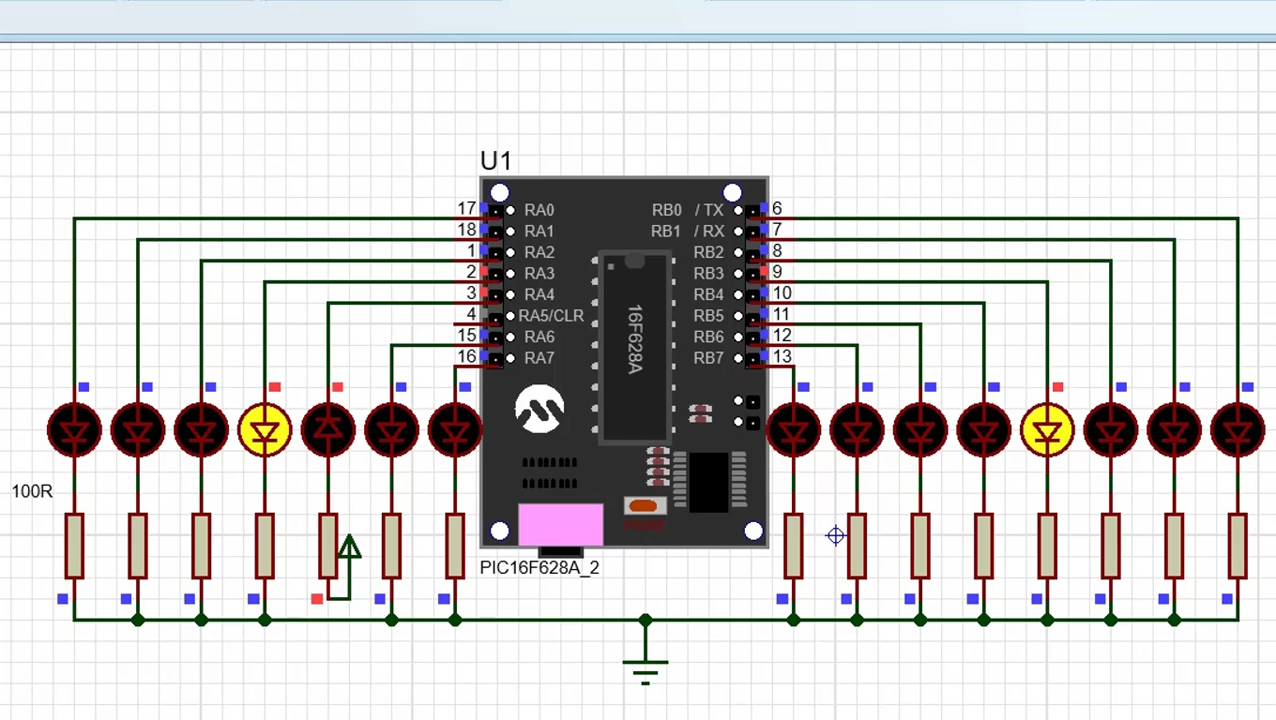 U1
17 RA0 RB0 / TX 6
18 RA1 RB1 / RX 7
1 RA2 RB2 8
2 RA3 RB3 9
3 RA4 RB4 10
4 RA5/CLR RB5 11
15 RA6 RB6 12
16 RA7 RB7 13
16F628A
100R
PIC16F628A_2